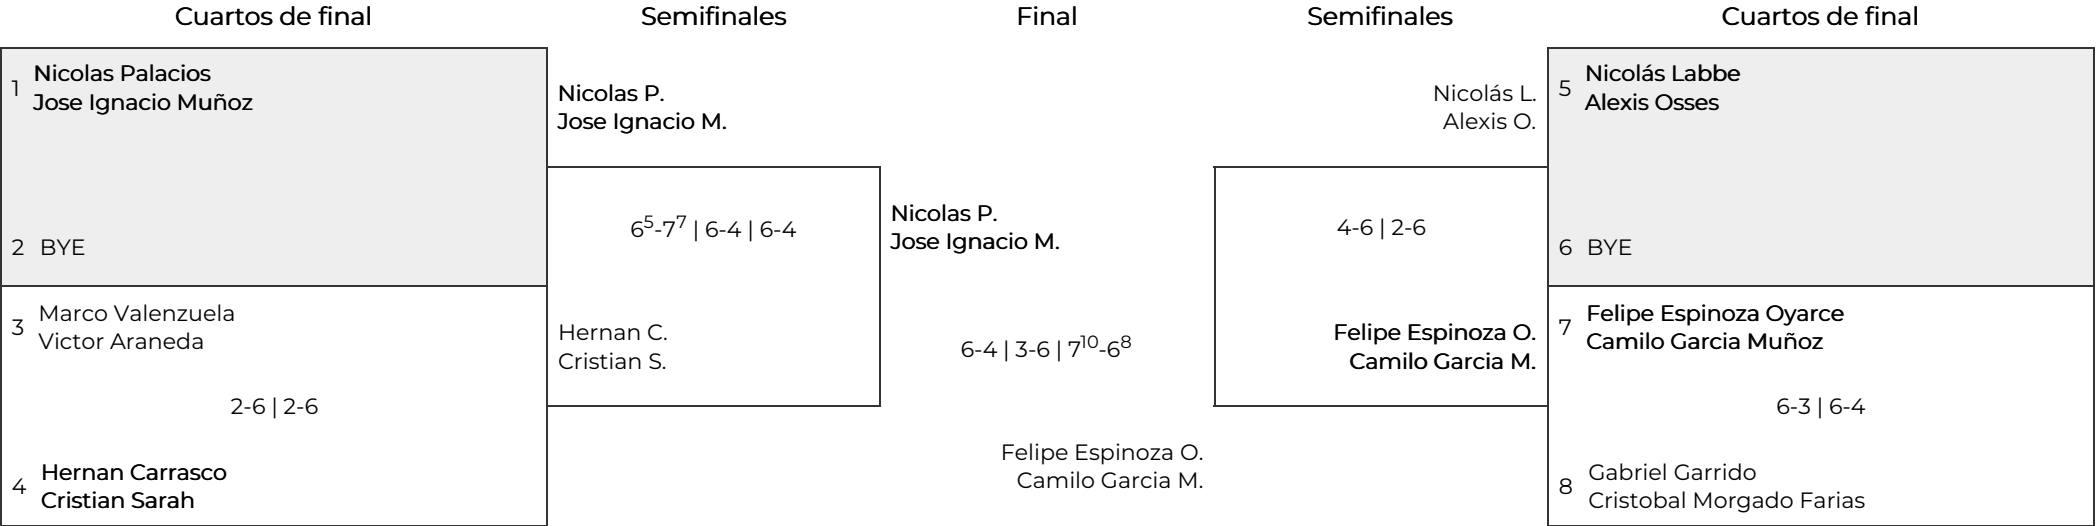 Cuartos de final
Semifinales
Final
Semifinales
Cuartos de final
1
Nicolas Palacios
Jose Ignacio Muñoz
2 BYE
3
Marco Valenzuela
Victor Araneda
2-6 | 2-6
4
Hernan Carrasco
Cristian Sarah
Nicolas P.
Jose Ignacio M.
6⁵-7⁷ | 6-4 | 6-4
Hernan C.
Cristian S.
Nicolas P.
Jose Ignacio M.
6-4 | 3-6 | 7¹⁰-6⁸
Felipe Espinoza O.
Camilo Garcia M.
Nicolás L.
Alexis O.
4-6 | 2-6
Felipe Espinoza O.
Camilo Garcia M.
5
Nicolás Labbe
Alexis Osses
6 BYE
7
Felipe Espinoza Oyarce
Camilo Garcia Muñoz
6-3 | 6-4
8
Gabriel Garrido
Cristobal Morgado Farias